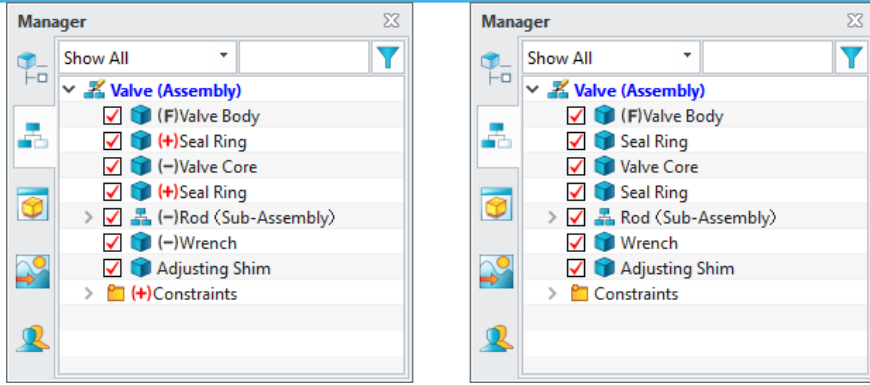 Manager
Show All
Valve (Assembly)
(F)Valve Body
(+)Seal Ring
(−)Valve Core
(+)Seal Ring
(−)Rod（Sub-Assembly）
(−)Wrench
Adjusting Shim
(+)Constraints
Manager
Show All
Valve (Assembly)
(F)Valve Body
Seal Ring
Valve Core
Seal Ring
Rod（Sub-Assembly）
Wrench
Adjusting Shim
Constraints